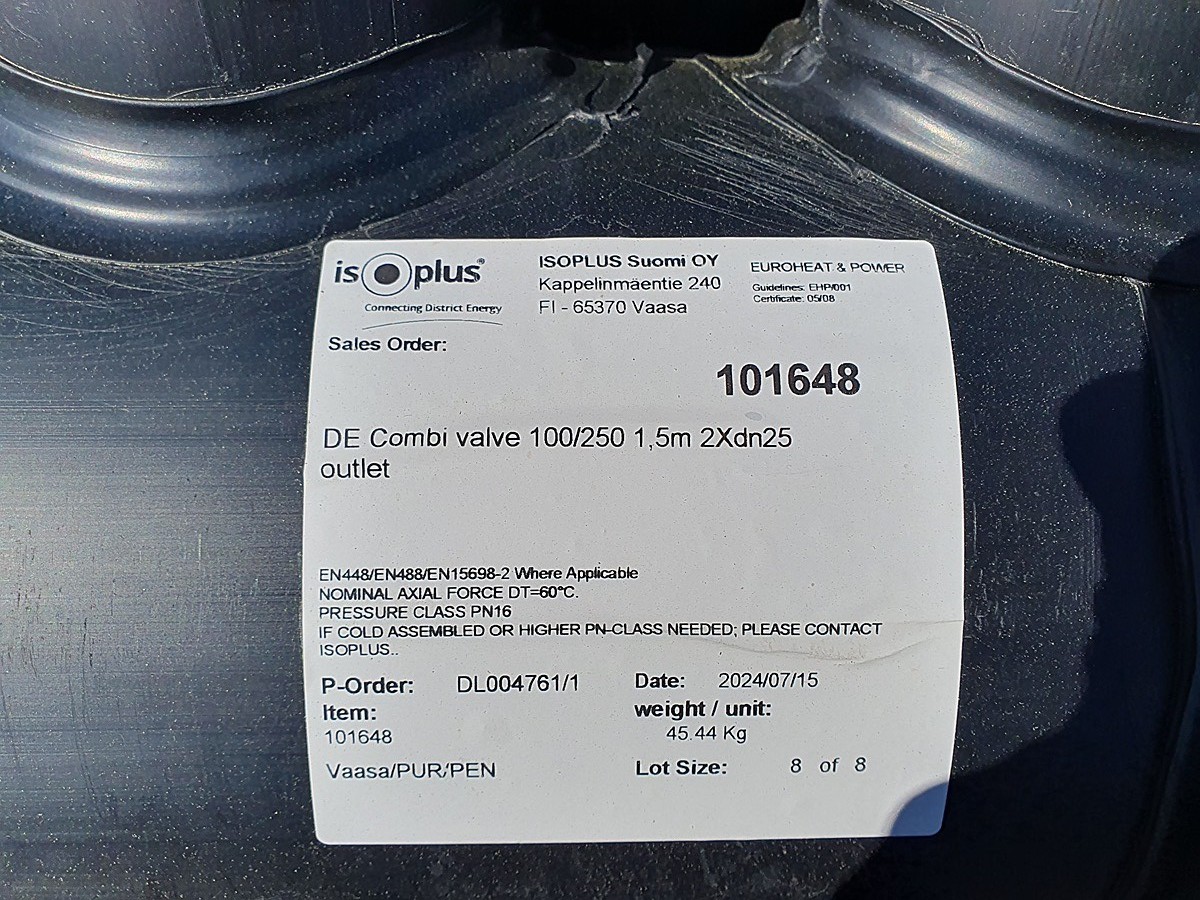 isoplus®
Connecting District Energy
ISOPLUS Suomi OY
Kappelinmäentie 240
FI - 65370 Vaasa
EUROHEAT & POWER
Guidelines: EHP/001
Certificate: 05/08
Sales Order:
101648
DE Combi valve 100/250 1,5m 2Xdn25
outlet
EN448/EN488/EN15698-2 Where Applicable
NOMINAL AXIAL FORCE DT=60°C.
PRESSURE CLASS PN16
IF COLD ASSEMBLED OR HIGHER PN-CLASS NEEDED; PLEASE CONTACT
ISOPLUS..
P-Order: DL004761/1 Date: 2024/07/15
Item: weight / unit:
101648 45.44 Kg
Vaasa/PUR/PEN Lot Size: 8 of 8